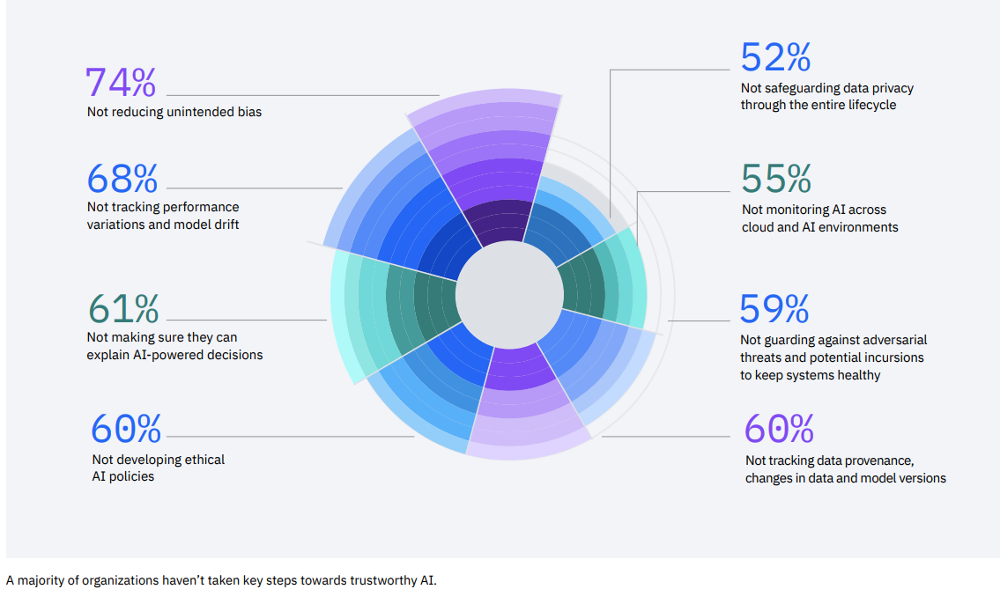 74%
Not reducing unintended bias
68%
Not tracking performance
variations and model drift
61%
Not making sure they can
explain AI-powered decisions
60%
Not developing ethical
AI policies
52%
Not safeguarding data privacy
through the entire lifecycle
55%
Not monitoring AI across
cloud and AI environments
59%
Not guarding against adversarial
threats and potential incursions
to keep systems healthy
60%
Not tracking data provenance,
changes in data and model versions
A majority of organizations haven’t taken key steps towards trustworthy AI.